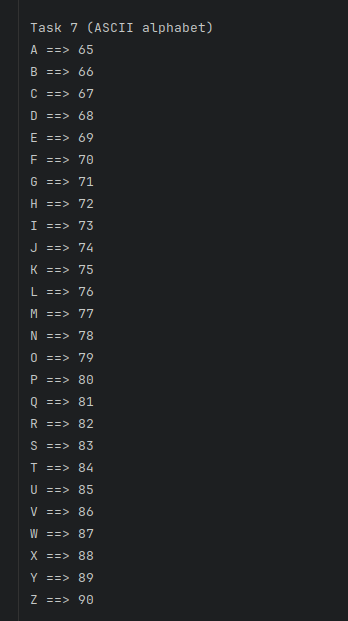 Task 7 (ASCII alphabet)
A ==> 65
B ==> 66
C ==> 67
D ==> 68
E ==> 69
F ==> 70
G ==> 71
H ==> 72
I ==> 73
J ==> 74
K ==> 75
L ==> 76
M ==> 77
N ==> 78
O ==> 79
P ==> 80
Q ==> 81
R ==> 82
S ==> 83
T ==> 84
U ==> 85
V ==> 86
W ==> 87
X ==> 88
Y ==> 89
Z ==> 90